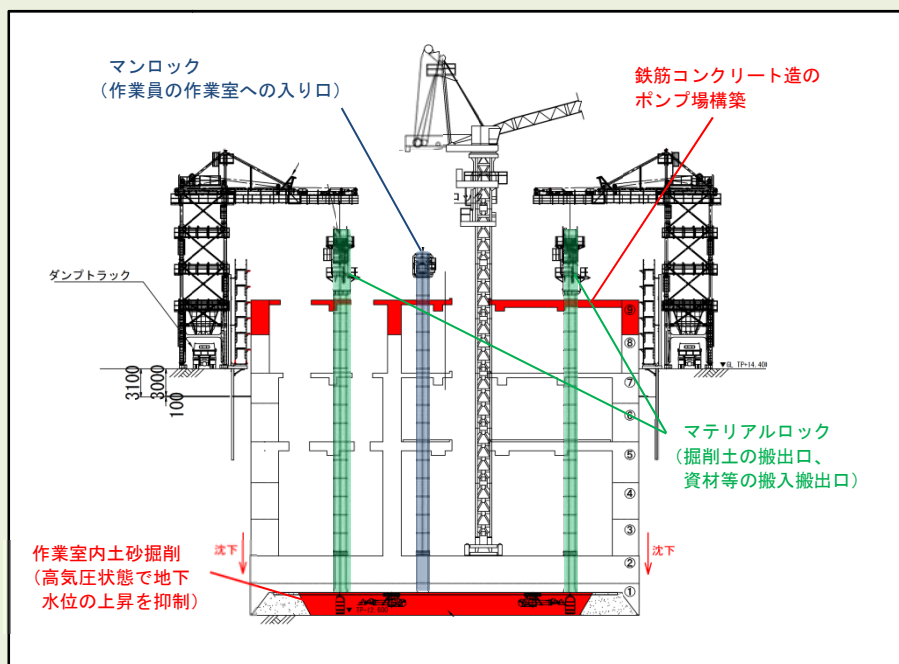 マンロック
（作業員の作業室への入り口）
鉄筋コンクリート造の
ポンプ場構築
ダンプトラック
GL TP+14.400
3100
3000
100
⑨
⑧
⑦
⑥
⑤
④
③
②
①
マテリアルロック
（掘削土の搬出口、
資材等の搬入搬出口）
沈下
沈下
作業室内土砂掘削
（高気圧状態で地下
水位の上昇を抑制）